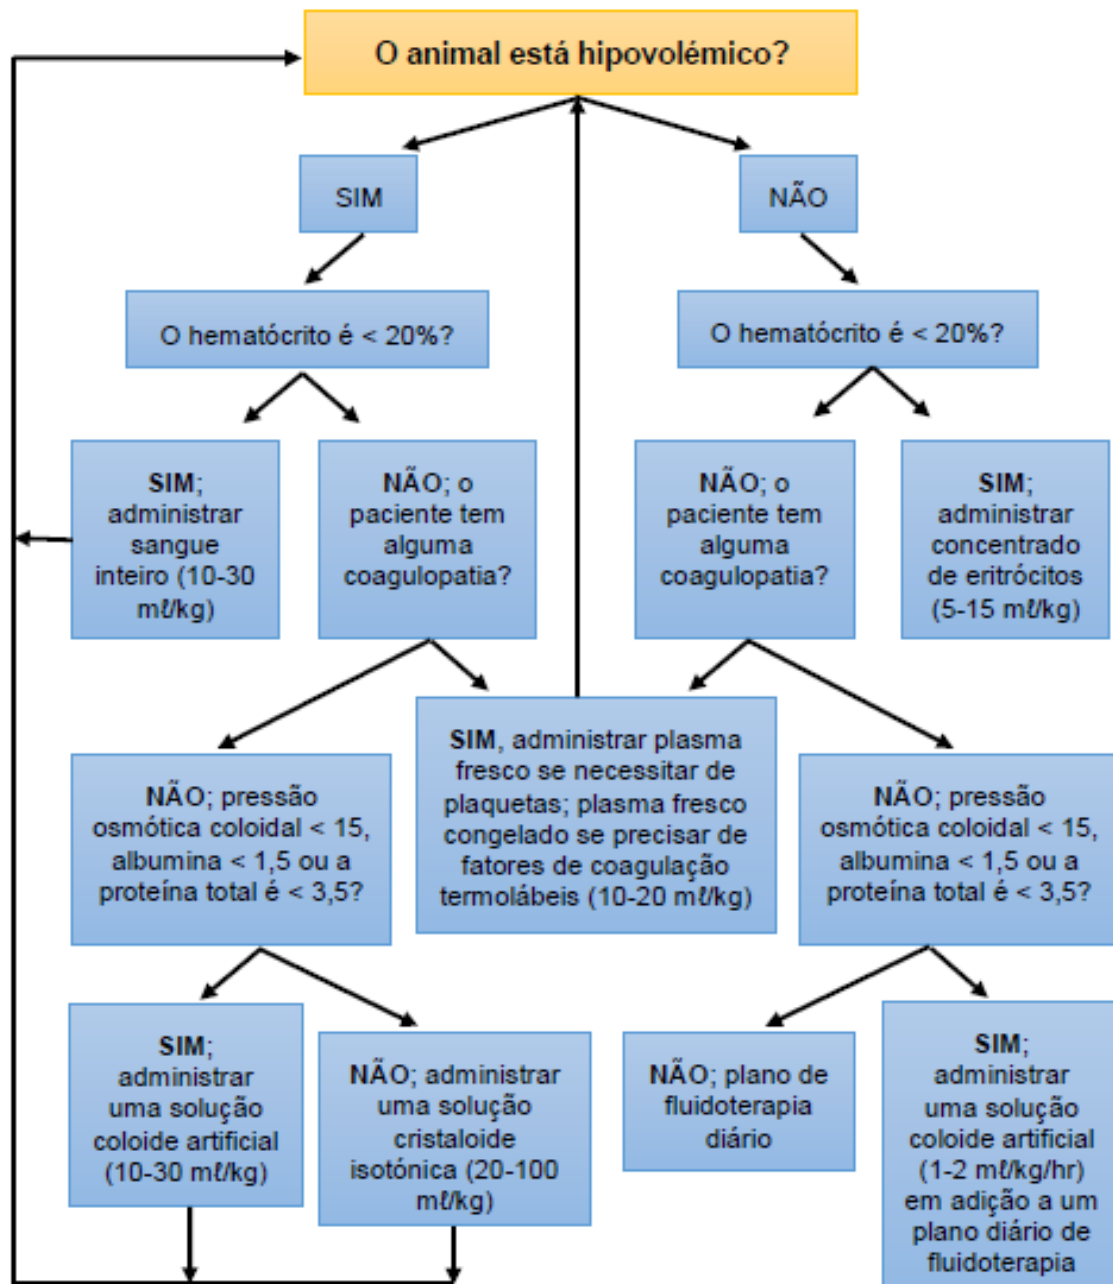 O animal está hipovolémico?
SIM
NÃO
O hematócrito é < 20%?
O hematócrito é < 20%?
SIM;
administrar
sangue
inteiro (10-30
mℓ/kg)
NÃO; o
paciente tem
alguma
coagulopatia?
NÃO; o
paciente tem
alguma
coagulopatia?
SIM;
administrar
concentrado
de eritrócitos
(5-15 mℓ/kg)
NÃO; pressão
osmótica coloidal < 15,
albumina < 1,5 ou a
proteína total é < 3,5?
SIM, administrar plasma
fresco se necessitar de
plaquetas; plasma fresco
congelado se precisar de
fatores de coagulação
termolábeis (10-20 mℓ/kg)
NÃO; pressão
osmótica coloidal < 15,
albumina < 1,5 ou a
proteína total é < 3,5?
SIM;
administrar
uma solução
coloide artificial
(10-30 mℓ/kg)
NÃO; administrar
uma solução
cristaloide
isotónica (20-100
mℓ/kg)
NÃO; plano de
fluidoterapia
diário
SIM;
administrar
uma solução
coloide artificial
(1-2 mℓ/kg/hr)
em adição a um
plano diário de
fluidoterapia